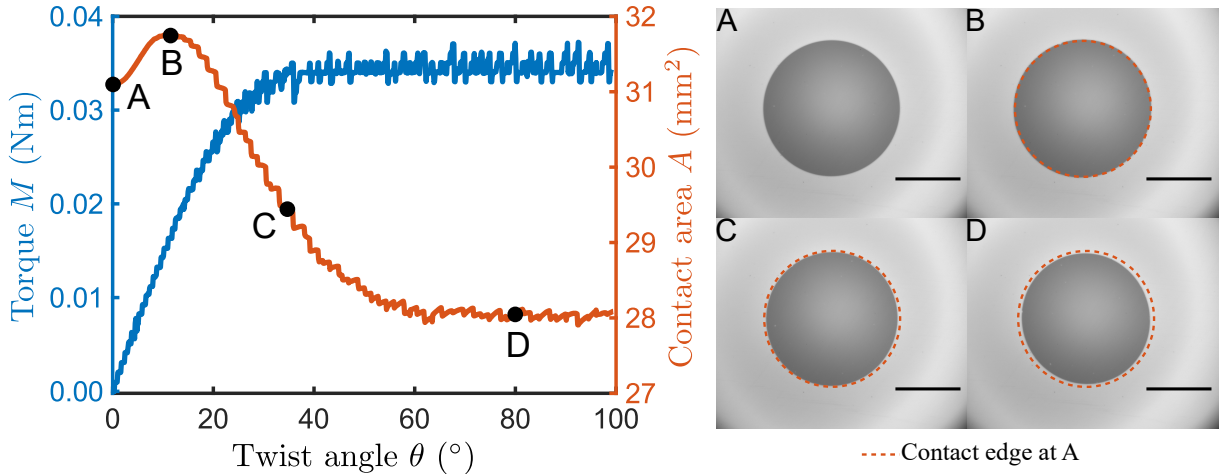 0.04
0.03
0.02
0.01
0.00
Torque M (Nm)
A
B
C
D
32
31
30
29
28
27
Contact area A (mm²)
0
20
40
60
80
100
Twist angle θ (°)
A
B
C
D
Contact edge at A